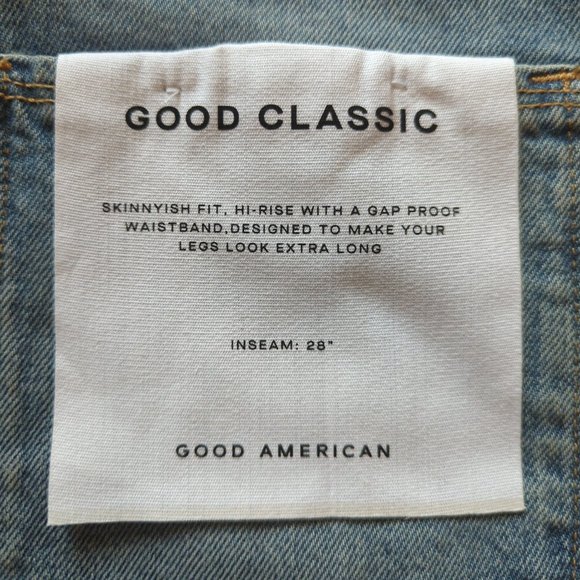 GOOD CLASSIC
SKINNYISH FIT, HI-RISE WITH A GAP PROOF
WAISTBAND,DESIGNED TO MAKE YOUR
LEGS LOOK EXTRA LONG
INSEAM: 28"
GOOD AMERICAN